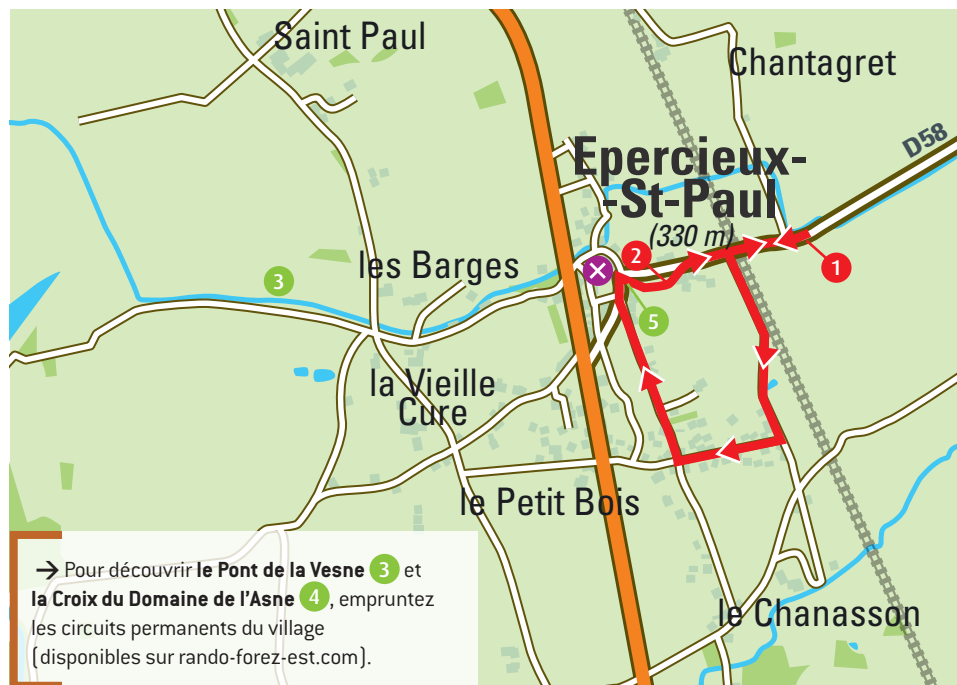 Saint Paul
Chantagret
D58
Epercieux-
-St-Paul
(330 m)
2
1
les Barges
3
5
la Vieille
Cure
le Petit Bois
le Chanasson
→ Pour découvrir le Pont de la Vesne 3 et
la Croix du Domaine de l'Asne 4, empruntez
les circuits permanents du village
(disponibles sur rando-forez-est.com).